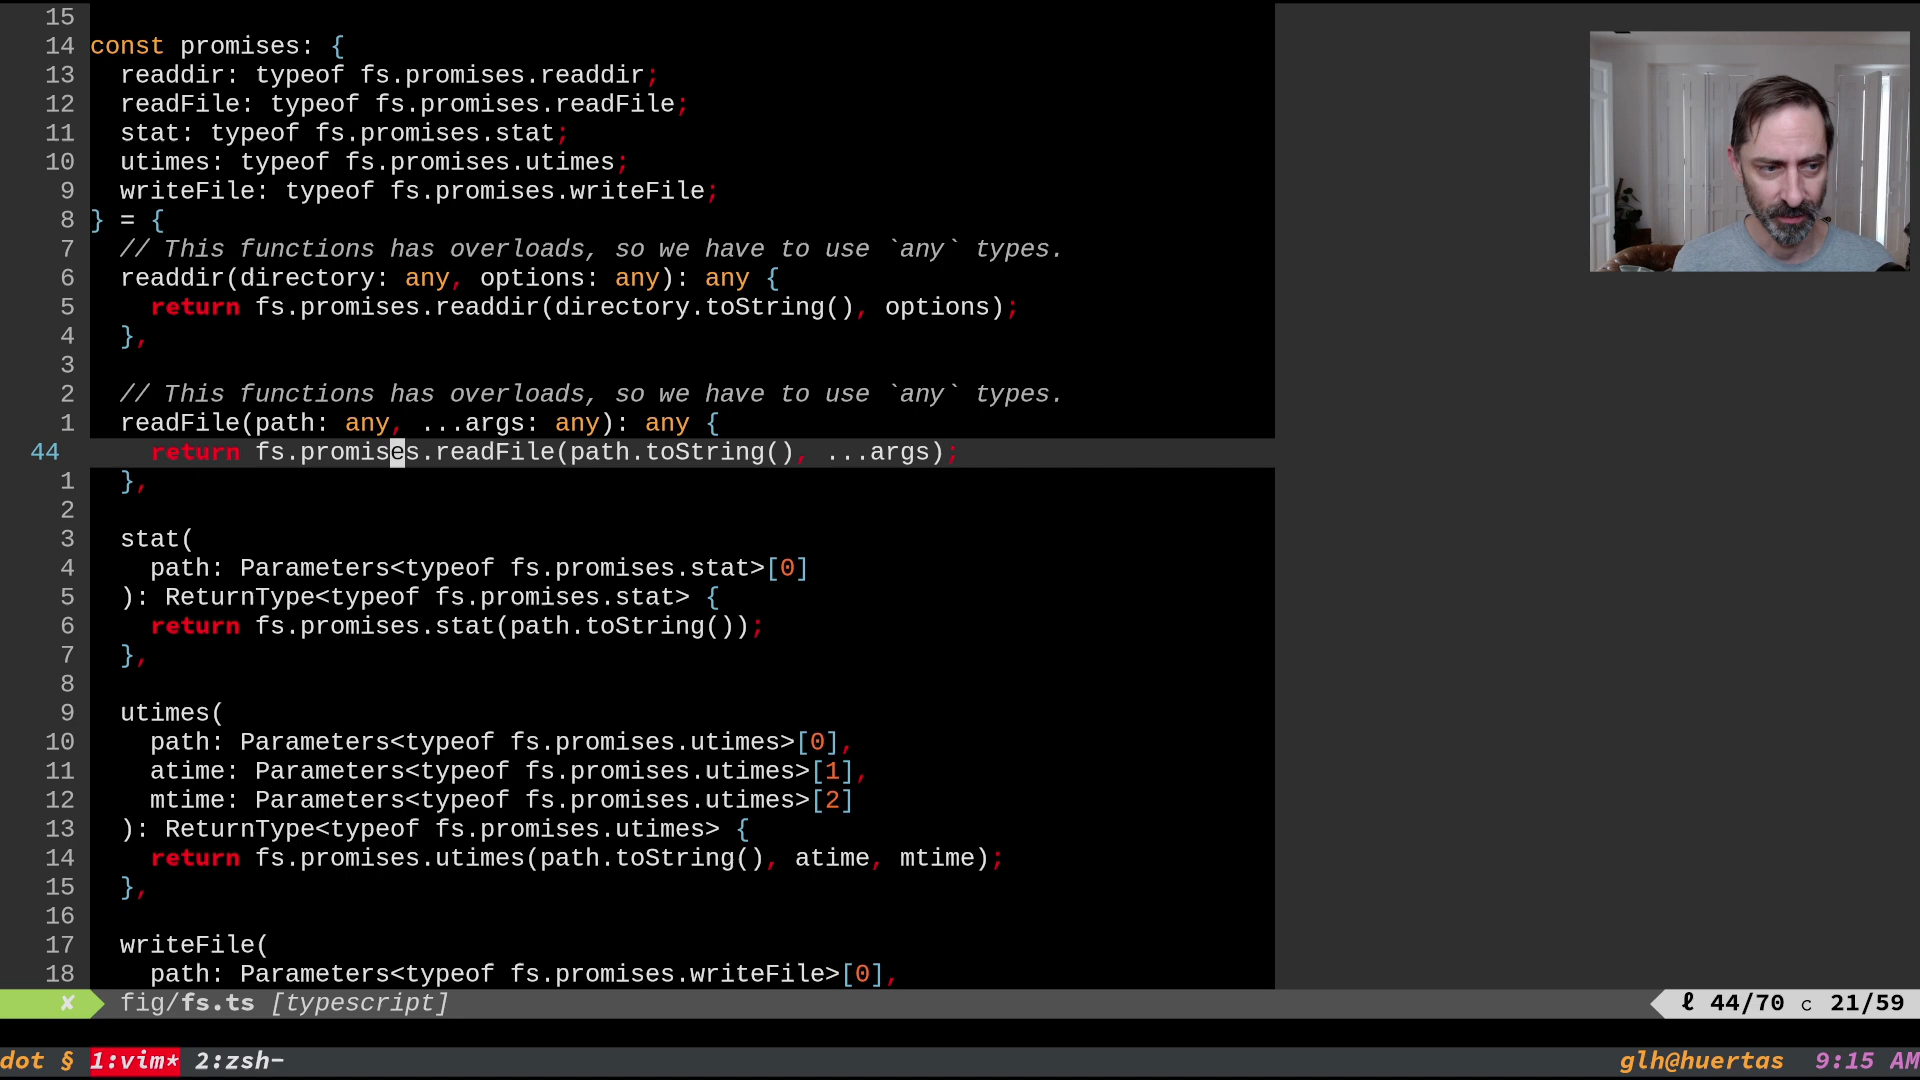 15
14 const promises: {
13   readdir: typeof fs.promises.readdir;
12   readFile: typeof fs.promises.readFile;
11   stat: typeof fs.promises.stat;
10   utimes: typeof fs.promises.utimes;
9   writeFile: typeof fs.promises.writeFile;
8 } = {
7   // This functions has overloads, so we have to use `any` types.
6   readdir(directory: any, options: any): any {
5     return fs.promises.readdir(directory.toString(), options);
4   },
3
2   // This functions has overloads, so we have to use `any` types.
1   readFile(path: any, ...args: any): any {
44     return fs.promises.readFile(path.toString(), ...args);
1   },
2
3   stat(
4     path: Parameters<typeof fs.promises.stat>[0]
5   ): ReturnType<typeof fs.promises.stat> {
6     return fs.promises.stat(path.toString());
7   },
8
9   utimes(
10     path: Parameters<typeof fs.promises.utimes>[0],
11     atime: Parameters<typeof fs.promises.utimes>[1],
12     mtime: Parameters<typeof fs.promises.utimes>[2]
13   ): ReturnType<typeof fs.promises.utimes> {
14     return fs.promises.utimes(path.toString(), atime, mtime);
15   },
16
17   writeFile(
18     path: Parameters<typeof fs.promises.writeFile>[0],
✘ fig/fs.ts [typescript] ℓ 44/70 c 21/59
dot § 1:vim* 2:zsh- glh@huertas 9:15 AM